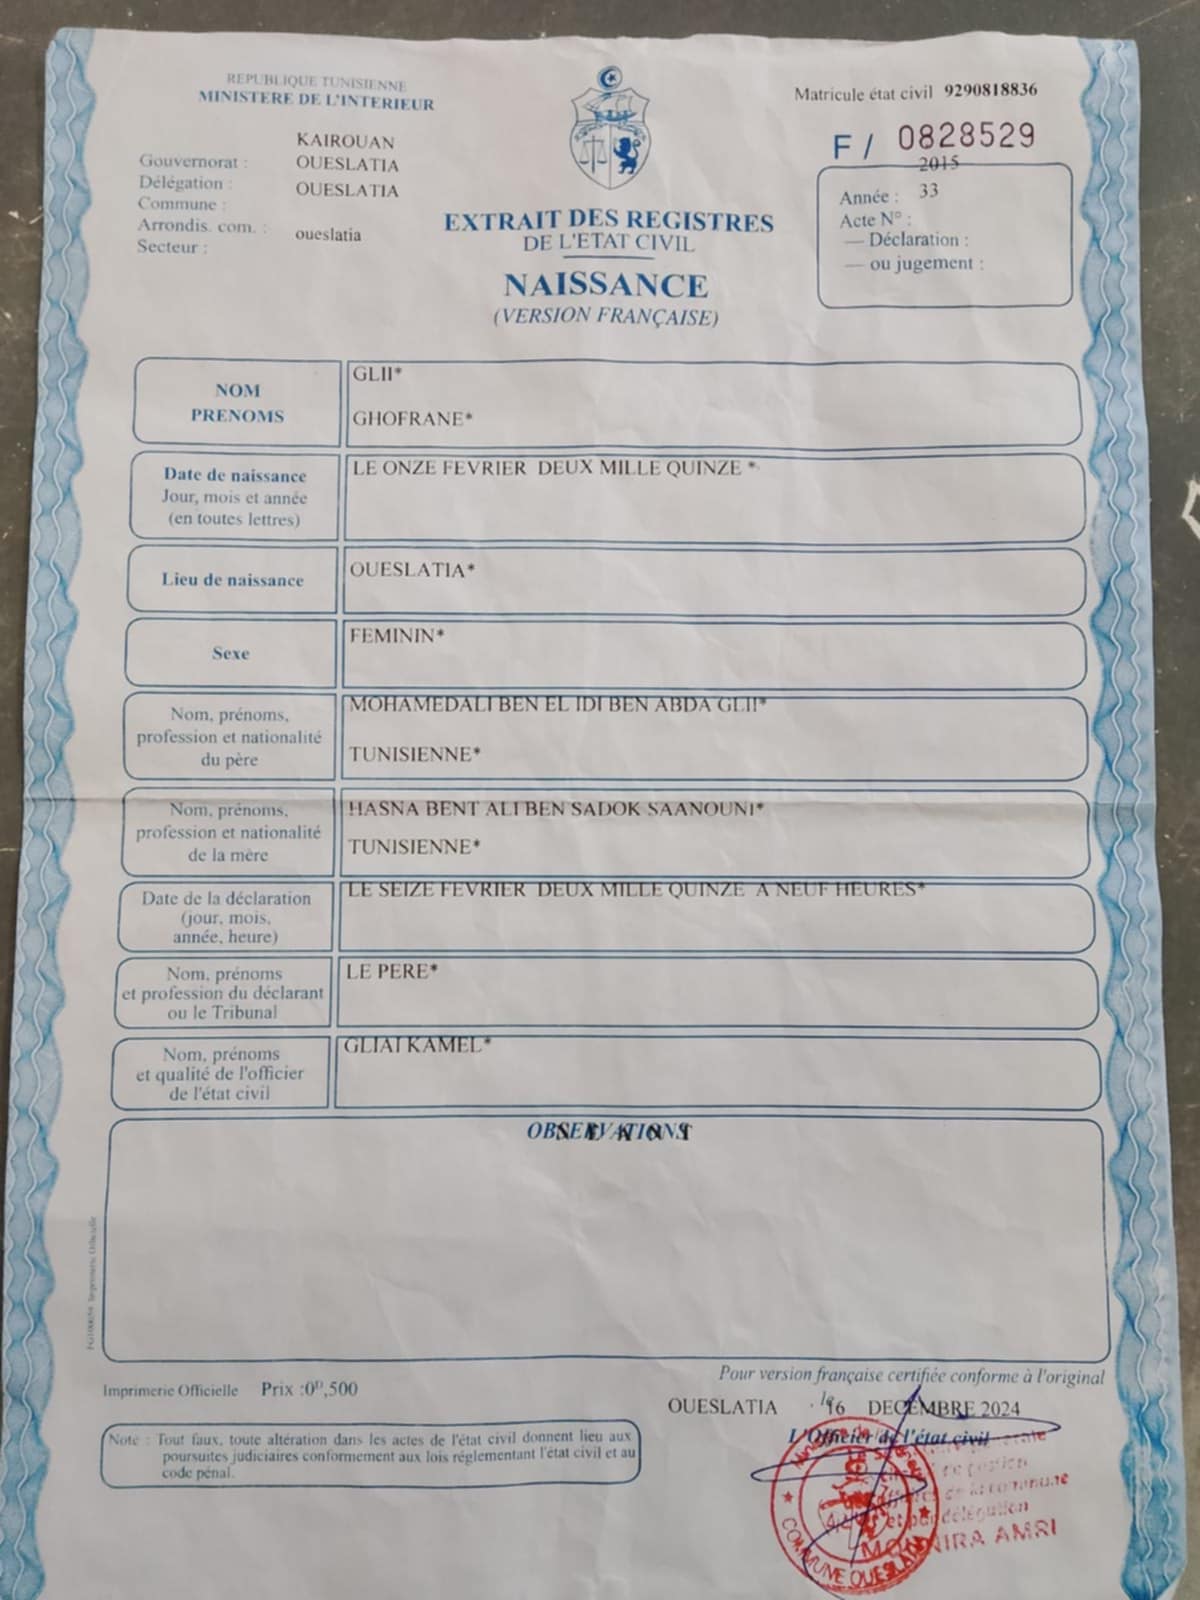 REPUBLIQUE TUNISIENNE
MINISTERE DE L'INTERIEUR
Matricule état civil 9290818836
F / 0828529
KAIROUAN
Gouvernorat : OUESLATIA
Délégation : OUESLATIA
Commune :
Arrondis. com. : oueslatia
Secteur :
2015
Année : 33
Acte N° :
— Déclaration :
— ou jugement :
EXTRAIT DES REGISTRES
DE L'ETAT CIVIL
NAISSANCE
(VERSION FRANÇAISE)
NOM
PRENOMS
GLII*
GHOFRANE*
Date de naissance
Jour, mois et année
(en toutes lettres)
LE ONZE FEVRIER DEUX MILLE QUINZE *
Lieu de naissance
OUESLATIA*
Sexe
FEMININ*
Nom, prénoms,
profession et nationalité
du père
MOHAMEDALI BEN EL IDI BEN ABDA GLII*
TUNISIENNE*
Nom, prénoms,
profession et nationalité
de la mère
HASNA BENT ALI BEN SADOK SAANOUNI*
TUNISIENNE*
Date de la déclaration
(jour, mois,
année, heure)
LE SEIZE FEVRIER DEUX MILLE QUINZE A NEUF HEURES*
Nom, prénoms
et profession du déclarant
ou le Tribunal
LE PERE*
Nom, prénoms
et qualité de l'officier
de l'état civil
GLIAI KAMEL*
OBSERVATIONS
N E A N T
Imprimerie Officielle Prix :0ᴰ,500
Pour version française certifiée conforme à l'original
OUESLATIA le 16 DECEMBRE 2024
L'Officier de l'état civil
Note : Tout faux, toute altération dans les actes de l'état civil donnent lieu aux
poursuites judiciaires conformement aux lois réglementant l'état civil et au
code pénal.
de gestion
de la commune
et par délégation
MOUNIRA AMRI
COMMUNE OUESLATIA